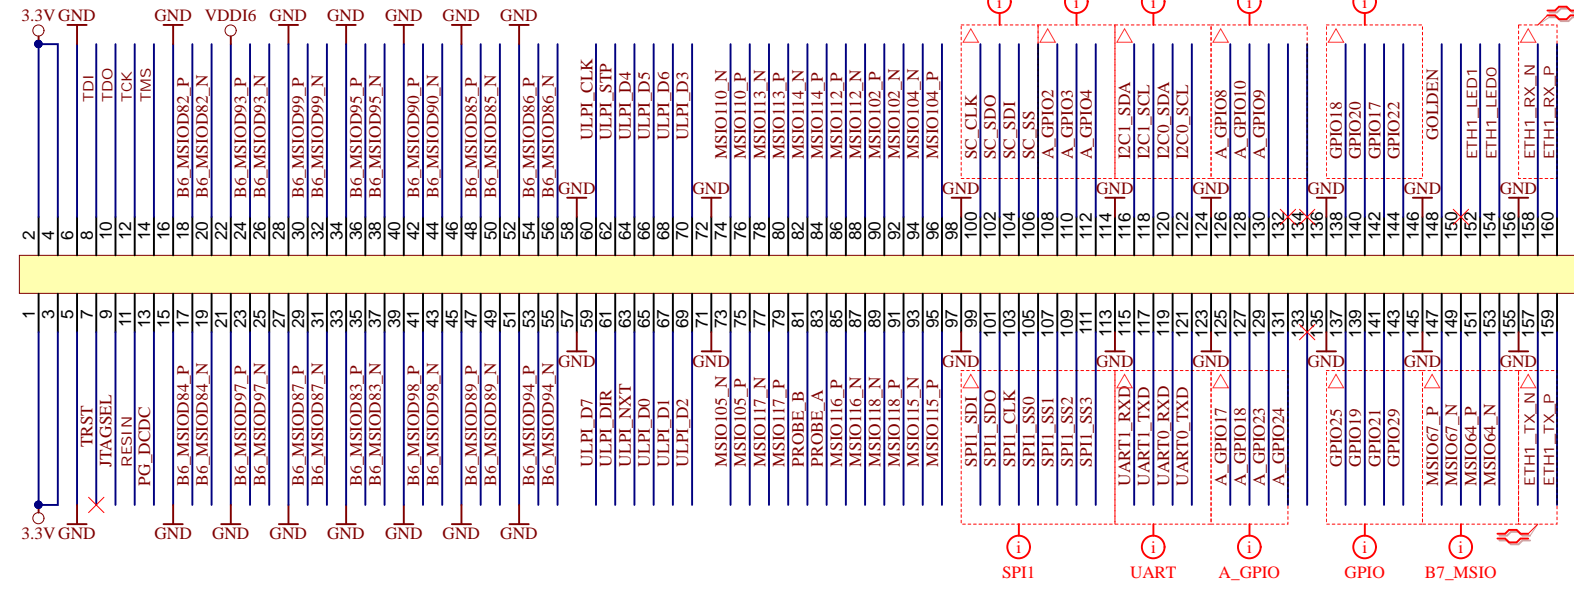 3.3V GND GND VDDI6 GND GND GND GND GND
i i i i i
TDI
TDO
TCK
TMS
B6_MSIOD82_P
B6_MSIOD82_N
B6_MSIOD93_P
B6_MSIOD93_N
B6_MSIOD99_P
B6_MSIOD99_N
B6_MSIOD95_P
B6_MSIOD95_N
B6_MSIOD90_P
B6_MSIOD90_N
B6_MSIOD85_P
B6_MSIOD85_N
B6_MSIOD86_P
B6_MSIOD86_N
ULPI_CLK
ULPI_STP
ULPI_D4
ULPI_D5
ULPI_D6
ULPI_D3
MSIO110_N
MSIO110_P
MSIO113_N
MSIO113_P
MSIO114_N
MSIO114_P
MSIO112_P
MSIO112_N
MSIO102_P
MSIO102_N
MSIO104_N
MSIO104_P
SC_CLK
SC_SDO
SC_SDI
SC_SS
A_GPIO2
A_GPIO3
A_GPIO4
I2C1_SDA
I2C1_SCL
I2C0_SDA
I2C0_SCL
A_GPIO8
A_GPIO10
A_GPIO9
GPIO18
GPIO20
GPIO17
GPIO22
GOLDEN
ETH1_LED1
ETH1_LED0
ETH1_RX_N
ETH1_RX_P
GND GND GND GND GND GND GND GND
2 4 6 8 10 12 14 16 18 20 22 24 26 28 30 32 34 36 38 40 42 44 46 48 50 52 54 56 58 60 62 64 66 68 70 72 74 76 78 80 82 84 86 88 90 92 94 96 98 100 102 104 106 108 110 112 114 116 118 120 122 124 126 128 130 132 134 136 138 140 142 144 146 148 150 152 154 156 158 160
1 3 5 7 9 11 13 15 17 19 21 23 25 27 29 31 33 35 37 39 41 43 45 47 49 51 53 55 57 59 61 63 65 67 69 71 73 75 77 79 81 83 85 87 89 91 93 95 97 99 101 103 105 107 109 111 113 115 117 119 121 123 125 127 129 131 133 135 137 139 141 143 145 147 149 151 153 155 157 159
GND GND GND GND GND GND GND GND
TRST
JTAGSEL
RESIN
PG_DCDC
B6_MSIOD84_P
B6_MSIOD84_N
B6_MSIOD97_P
B6_MSIOD97_N
B6_MSIOD87_P
B6_MSIOD87_N
B6_MSIOD83_P
B6_MSIOD83_N
B6_MSIOD98_P
B6_MSIOD98_N
B6_MSIOD89_P
B6_MSIOD89_N
B6_MSIOD94_P
B6_MSIOD94_N
ULPI_D7
ULPI_DIR
ULPI_NXT
ULPI_D0
ULPI_D1
ULPI_D2
MSIO105_N
MSIO105_P
MSIO117_N
MSIO117_P
PROBE_B
PROBE_A
MSIO116_P
MSIO116_N
MSIO118_N
MSIO118_P
MSIO115_N
MSIO115_P
SPI1_SDI
SPI1_SDO
SPI1_CLK
SPI1_SS0
SPI1_SS1
SPI1_SS2
SPI1_SS3
UART1_RXD
UART1_TXD
UART0_RXD
UART0_TXD
A_GPIO17
A_GPIO18
A_GPIO23
A_GPIO24
GPIO25
GPIO19
GPIO21
GPIO29
MSIO67_P
MSIO67_N
MSIO64_P
MSIO64_N
ETH1_TX_N
ETH1_TX_P
3.3V GND GND GND GND GND GND GND GND
i i i i i
SPI1 UART A_GPIO GPIO B7_MSIO